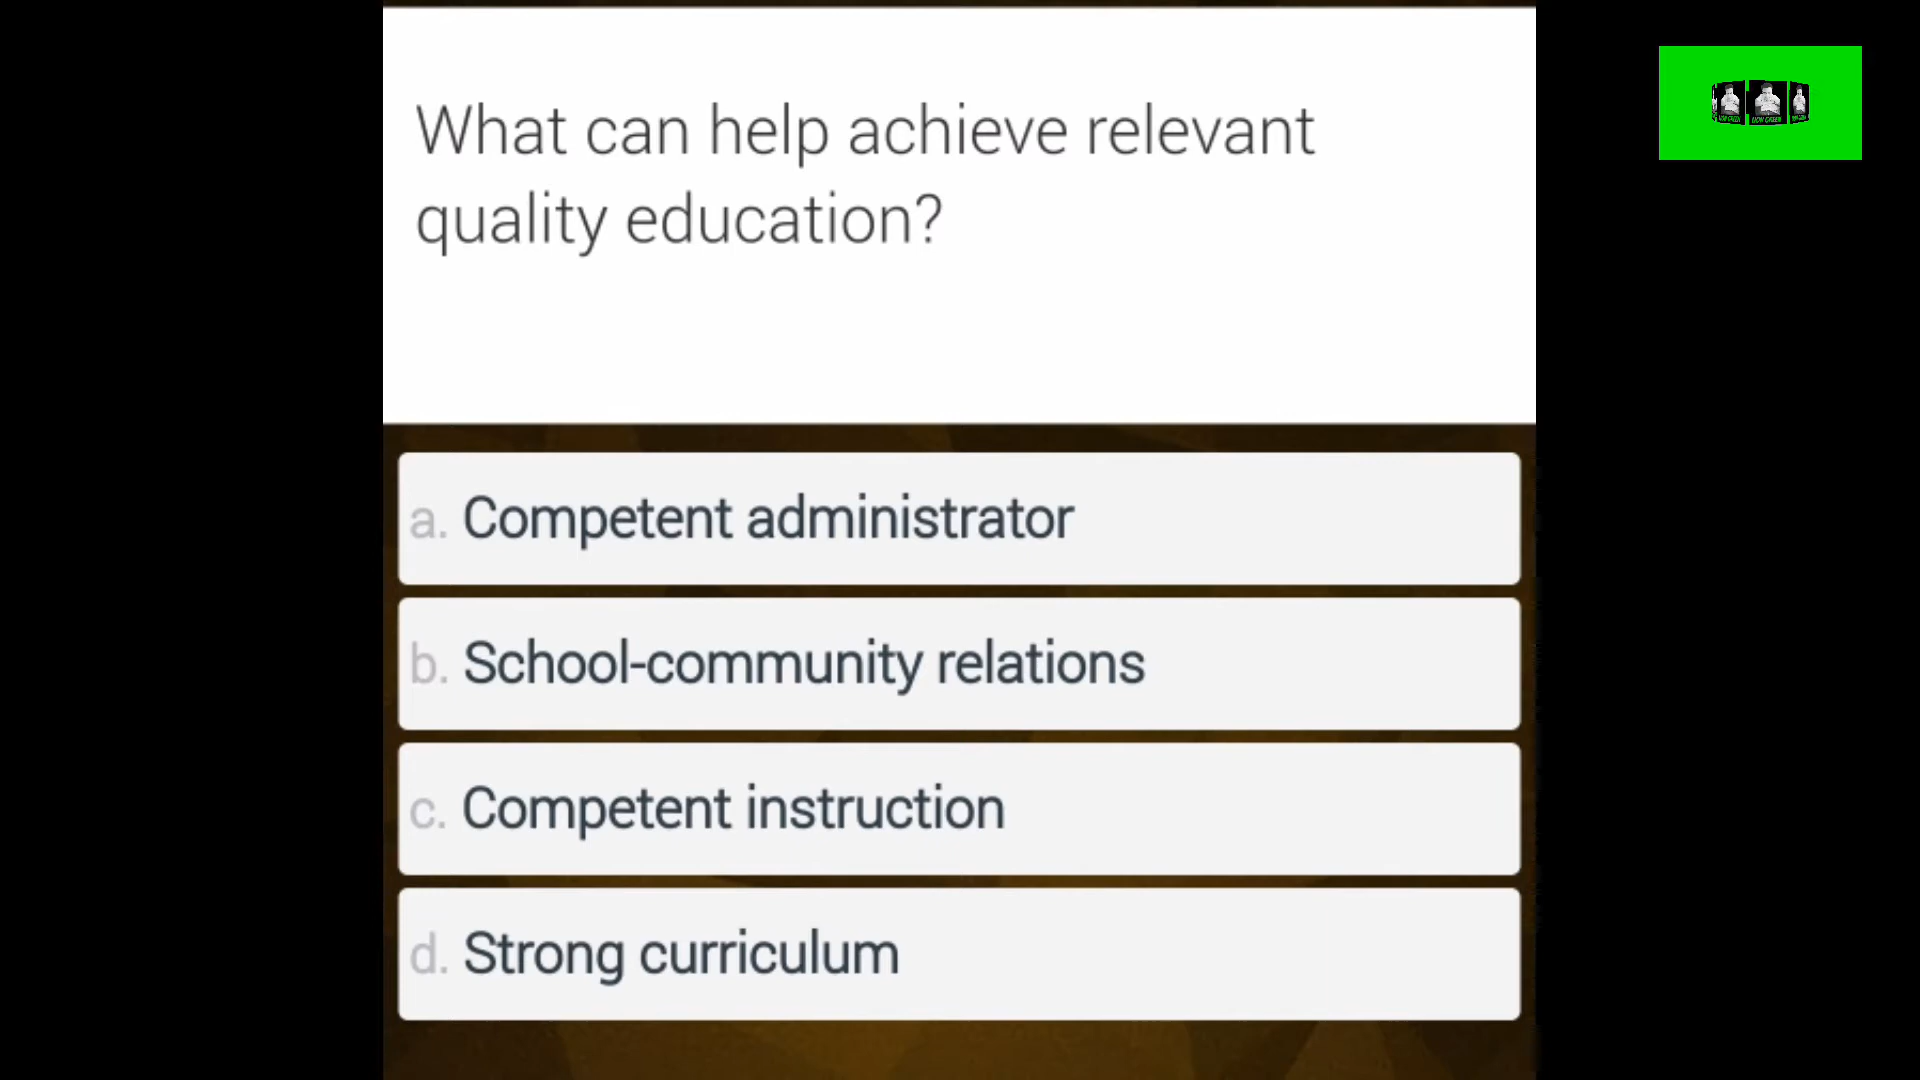 What can help achieve relevant
quality education?
a. Competent administrator
b. School-community relations
c. Competent instruction
d. Strong curriculum